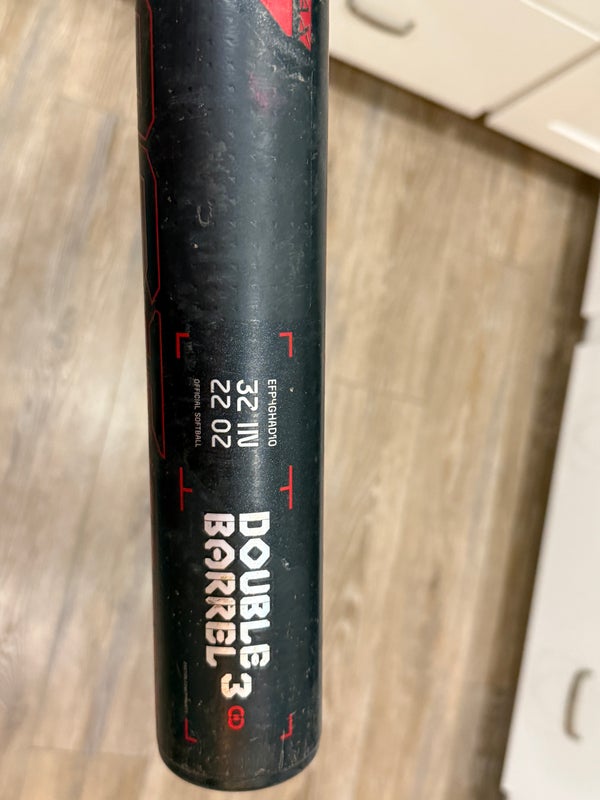 EFP4GHAD10
32 IN
22 OZ
OFFICIAL SOFTBALL
DOUBLE
BARREL 3